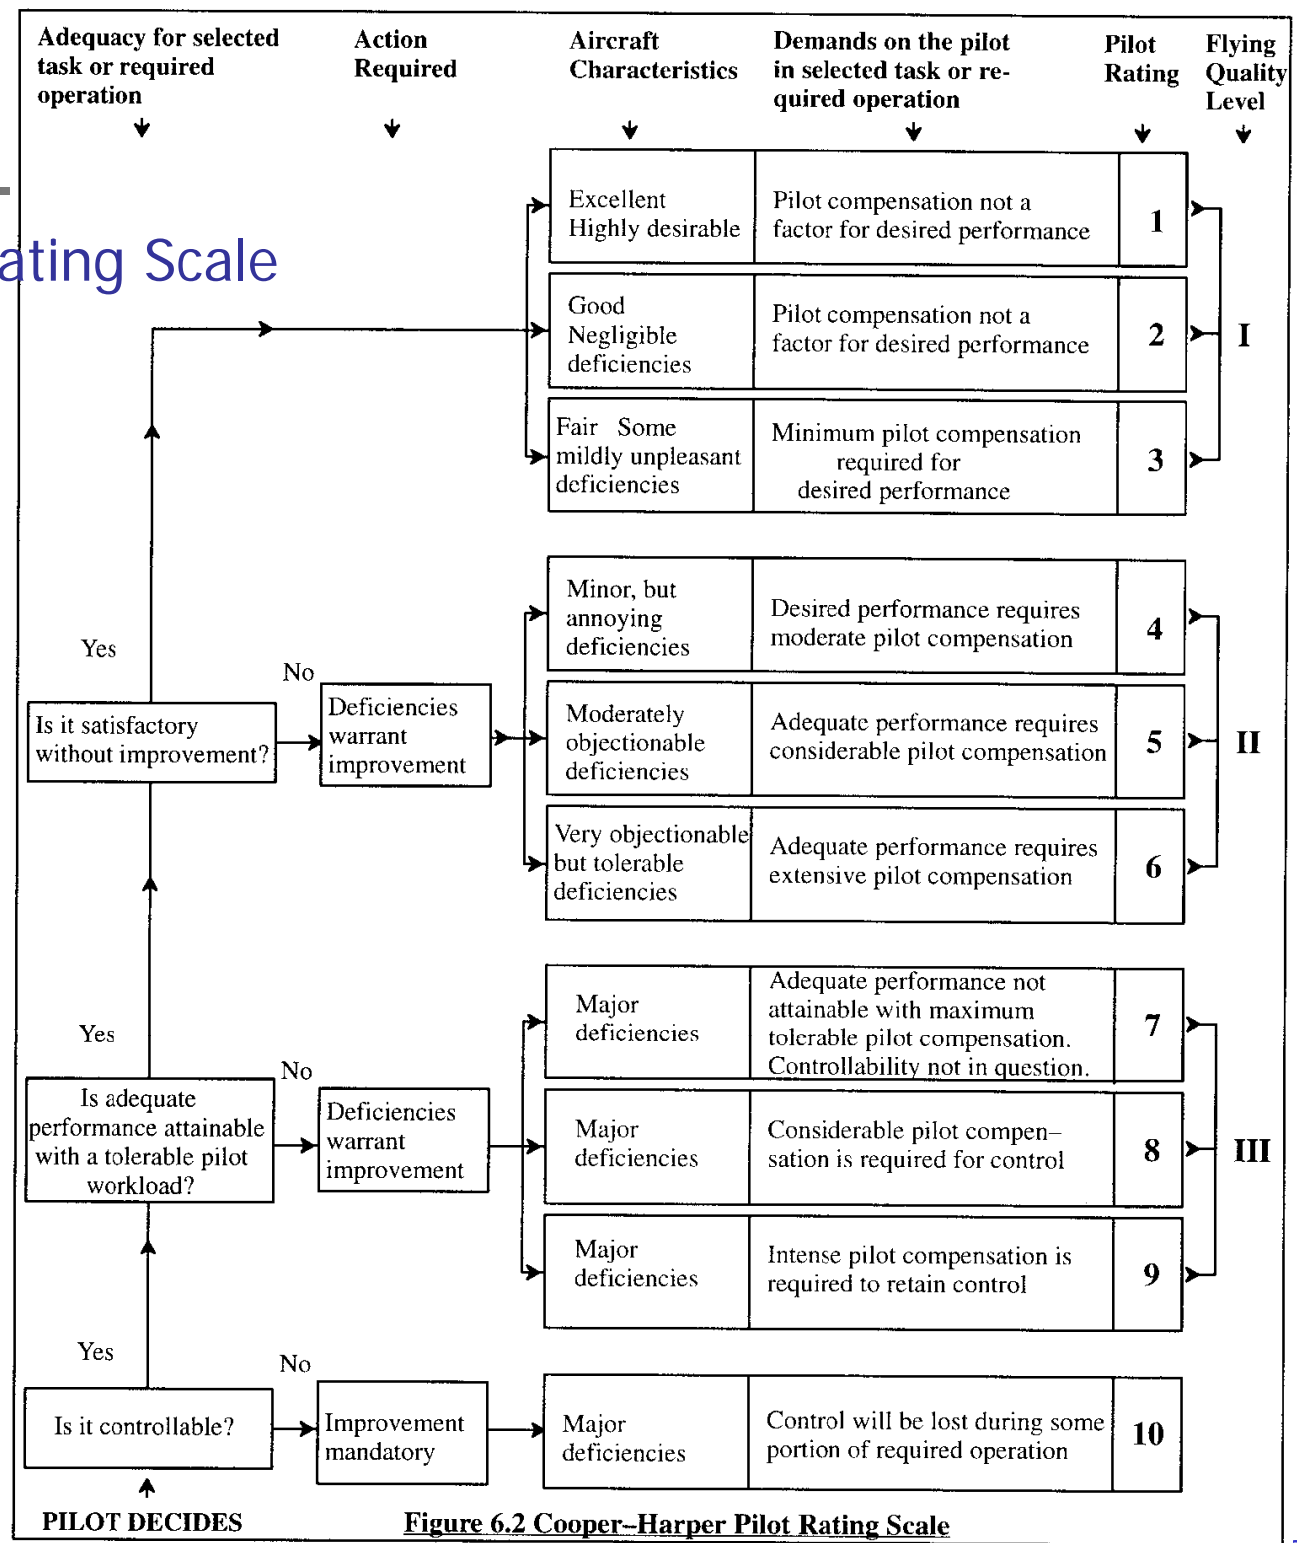 Adequacy for selected
task or required
operation
Action
Required
Aircraft
Characteristics
Demands on the pilot
in selected task or re-
quired operation
Pilot
Rating
Flying
Quality
Level
ating Scale
Excellent
Highly desirable
Pilot compensation not a
factor for desired performance
1
Good
Negligible
deficiencies
Pilot compensation not a
factor for desired performance
2
I
Fair Some
mildly unpleasant
deficiencies
Minimum pilot compensation
required for
desired performance
3
Minor, but
annoying
deficiencies
Desired performance requires
moderate pilot compensation
4
Yes
No
Is it satisfactory
without improvement?
Deficiencies
warrant
improvement
Moderately
objectionable
deficiencies
Adequate performance requires
considerable pilot compensation
5
II
Very objectionable
but tolerable
deficiencies
Adequate performance requires
extensive pilot compensation
6
Major
deficiencies
Adequate performance not
attainable with maximum
tolerable pilot compensation.
Controllability not in question.
7
Yes
No
Is adequate
performance attainable
with a tolerable pilot
workload?
Deficiencies
warrant
improvement
Major
deficiencies
Considerable pilot compen–
sation is required for control
8
III
Major
deficiencies
Intense pilot compensation is
required to retain control
9
Yes
No
Is it controllable?
Improvement
mandatory
Major
deficiencies
Control will be lost during some
portion of required operation
10
PILOT DECIDES
Figure 6.2 Cooper–Harper Pilot Rating Scale